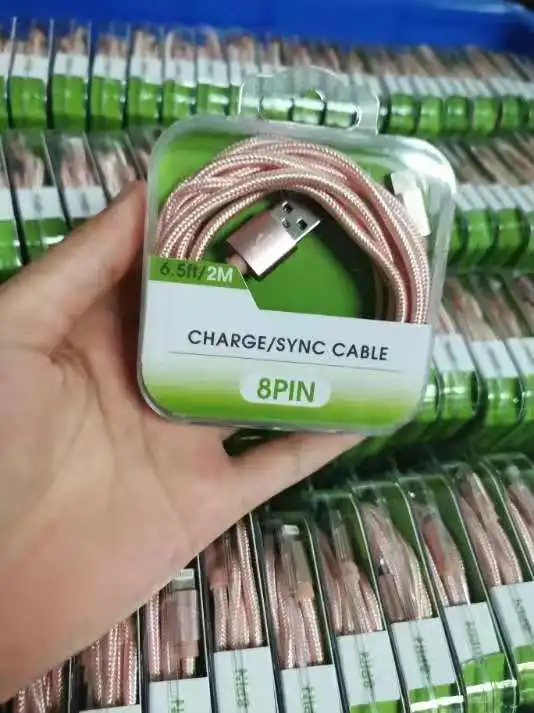 6.5ft/2M
CHARGE/SYNC CABLE
8PIN